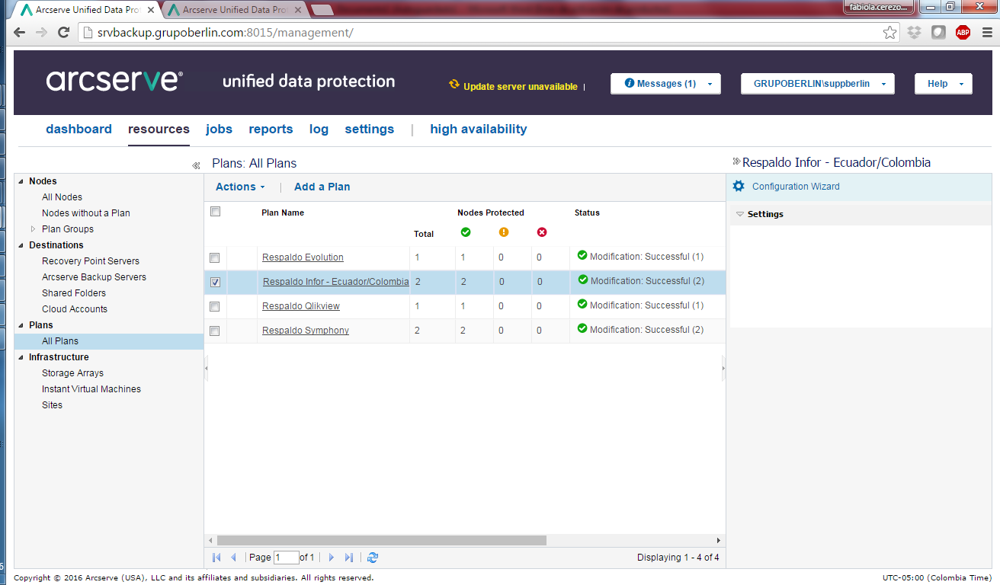 Arcserve Unified Data Prot
Arcserve Unified Data Prot
fabiola.cerezo...
srvbackup.grupoberlin.com:8015/management/
ABP
arcserve®
unified data protection
Update server unavailable |
Messages (1)
GRUPOBERLIN\suppberlin
Help
dashboard resources jobs reports log settings | high availability
Plans: All Plans
Respaldo Infor - Ecuador/Colombia
Nodes
All Nodes
Nodes without a Plan
Plan Groups
Destinations
Recovery Point Servers
Arcserve Backup Servers
Shared Folders
Cloud Accounts
Plans
All Plans
Infrastructure
Storage Arrays
Instant Virtual Machines
Sites
Actions | Add a Plan
Plan Name Nodes Protected Status
Total
Respaldo Evolution 1 1 0 0 Modification: Successful (1)
Respaldo Infor - Ecuador/Colombia 2 2 0 0 Modification: Successful (2)
Respaldo Qlikview 1 1 0 0 Modification: Successful (1)
Respaldo Symphony 2 2 0 0 Modification: Successful (2)
Configuration Wizard
Settings
Page 1 of 1
Displaying 1 - 4 of 4
Copyright © 2016 Arcserve (USA), LLC and its affiliates and subsidiaries. All rights reserved.
UTC-05:00 (Colombia Time)